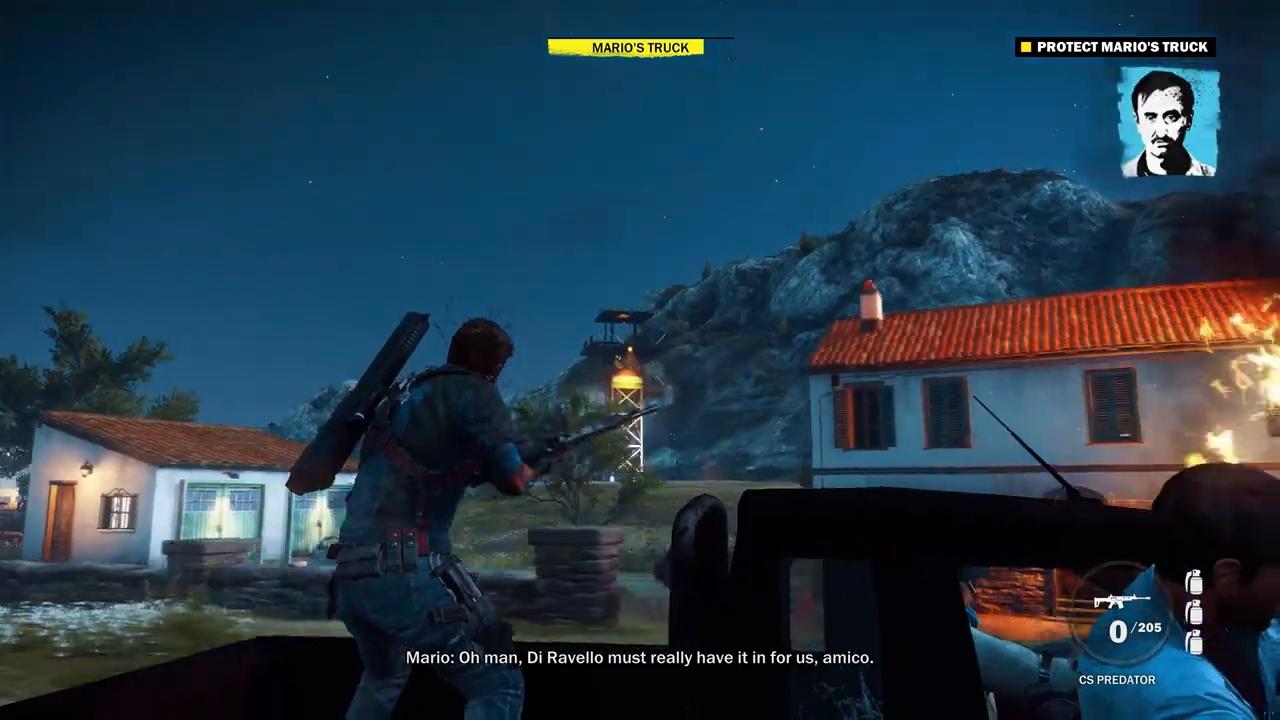 MARIO'S TRUCK
PROTECT MARIO'S TRUCK
0/205
CS PREDATOR
Mario: Oh man, Di Ravello must really have it in for us, amico.